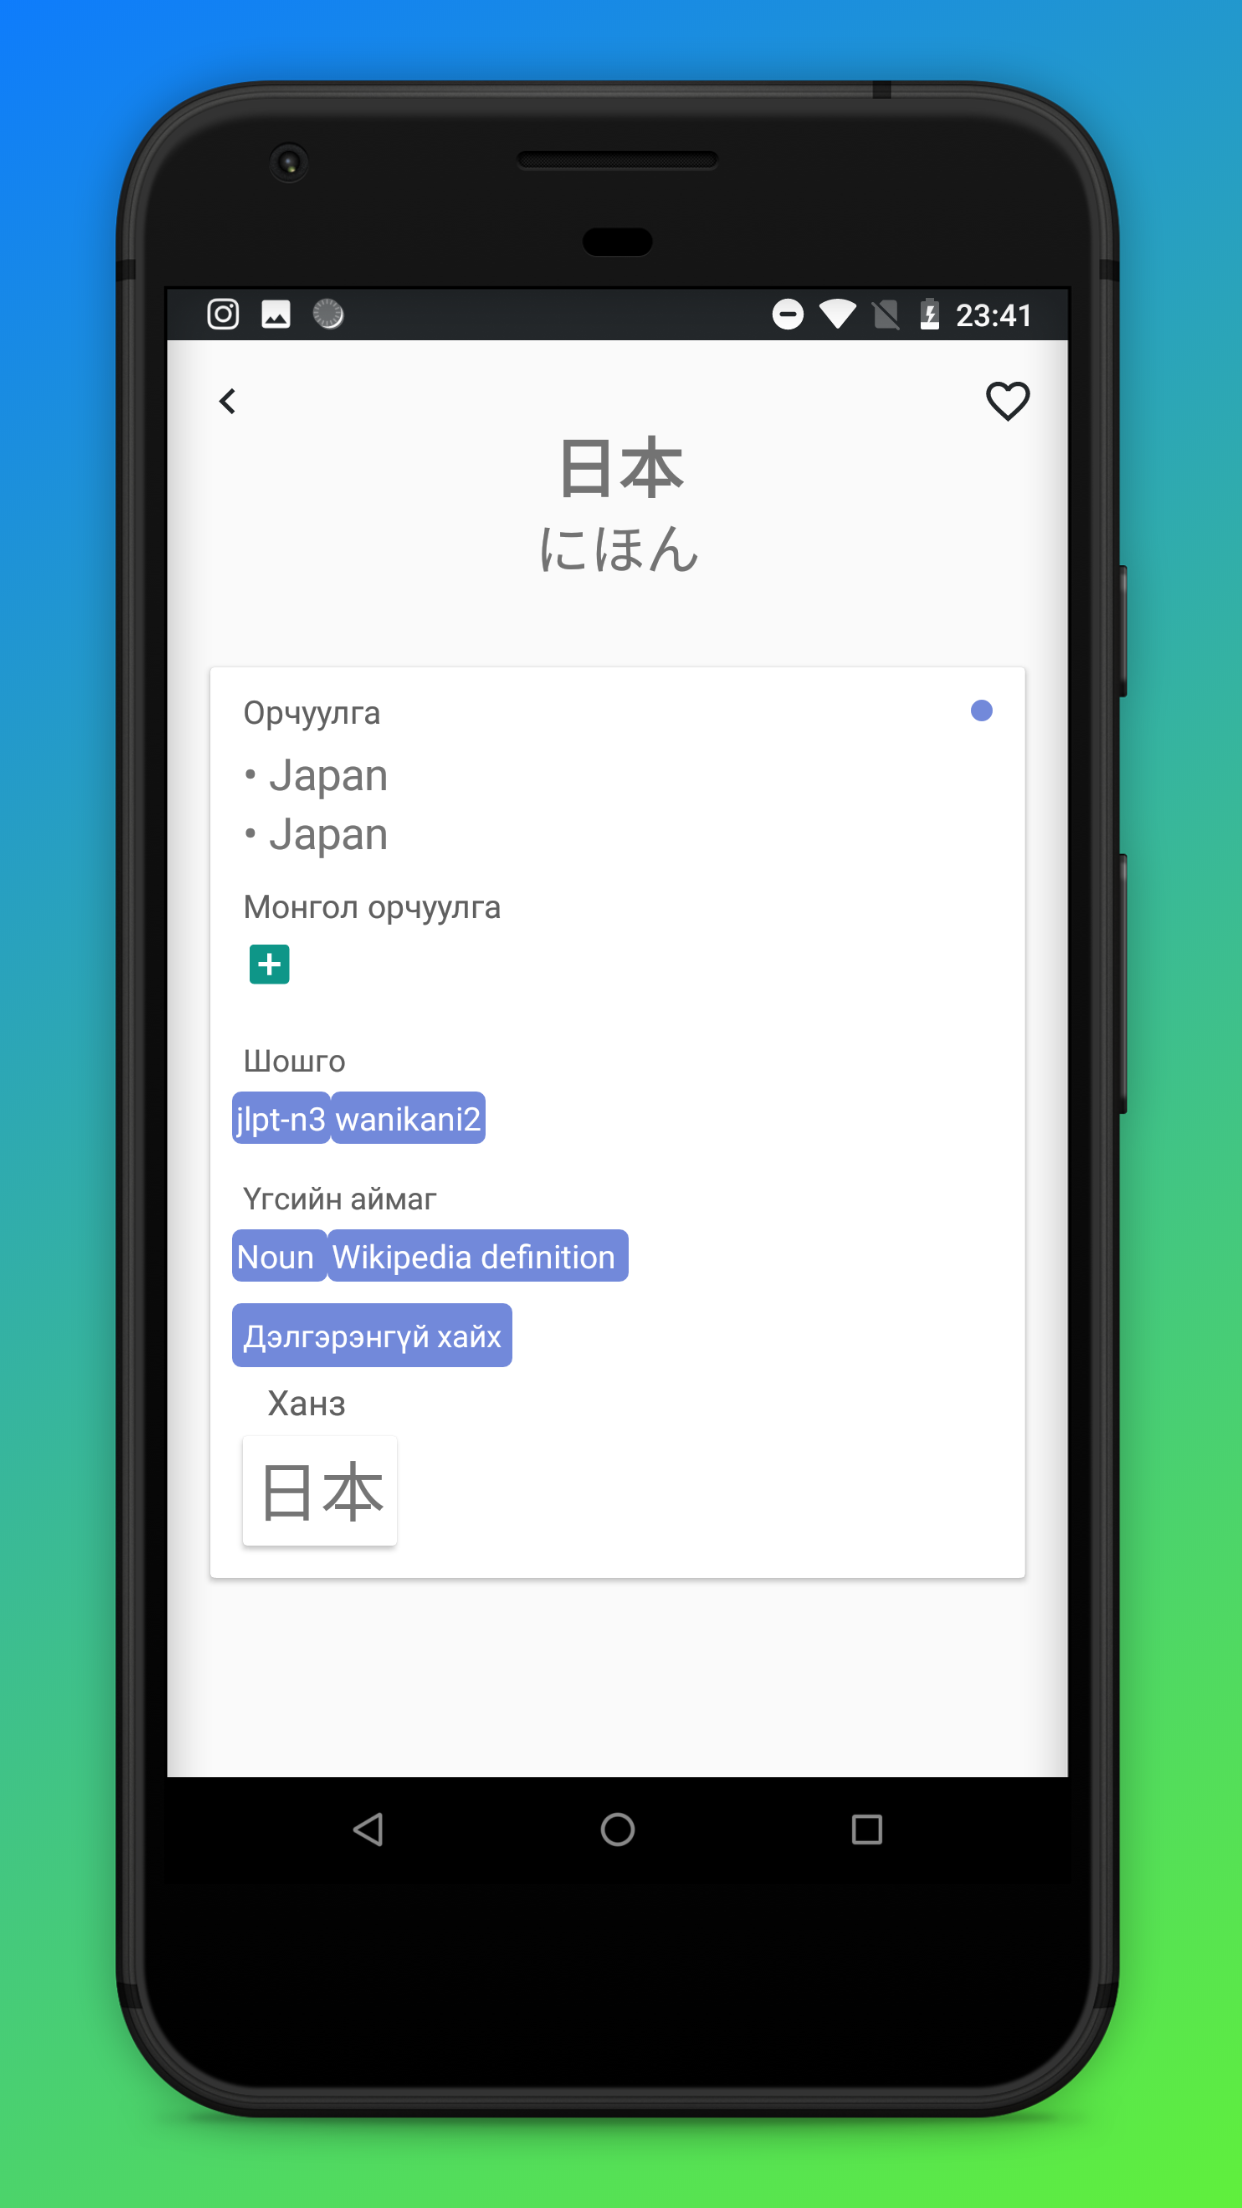 23:41
日本
にほん
Орчуулга
• Japan
• Japan
Монгол орчуулга
Шошго
jlpt-n3 wanikani2
Үгсийн аймаг
Noun Wikipedia definition
Дэлгэрэнгүй хайх
Ханз
日本